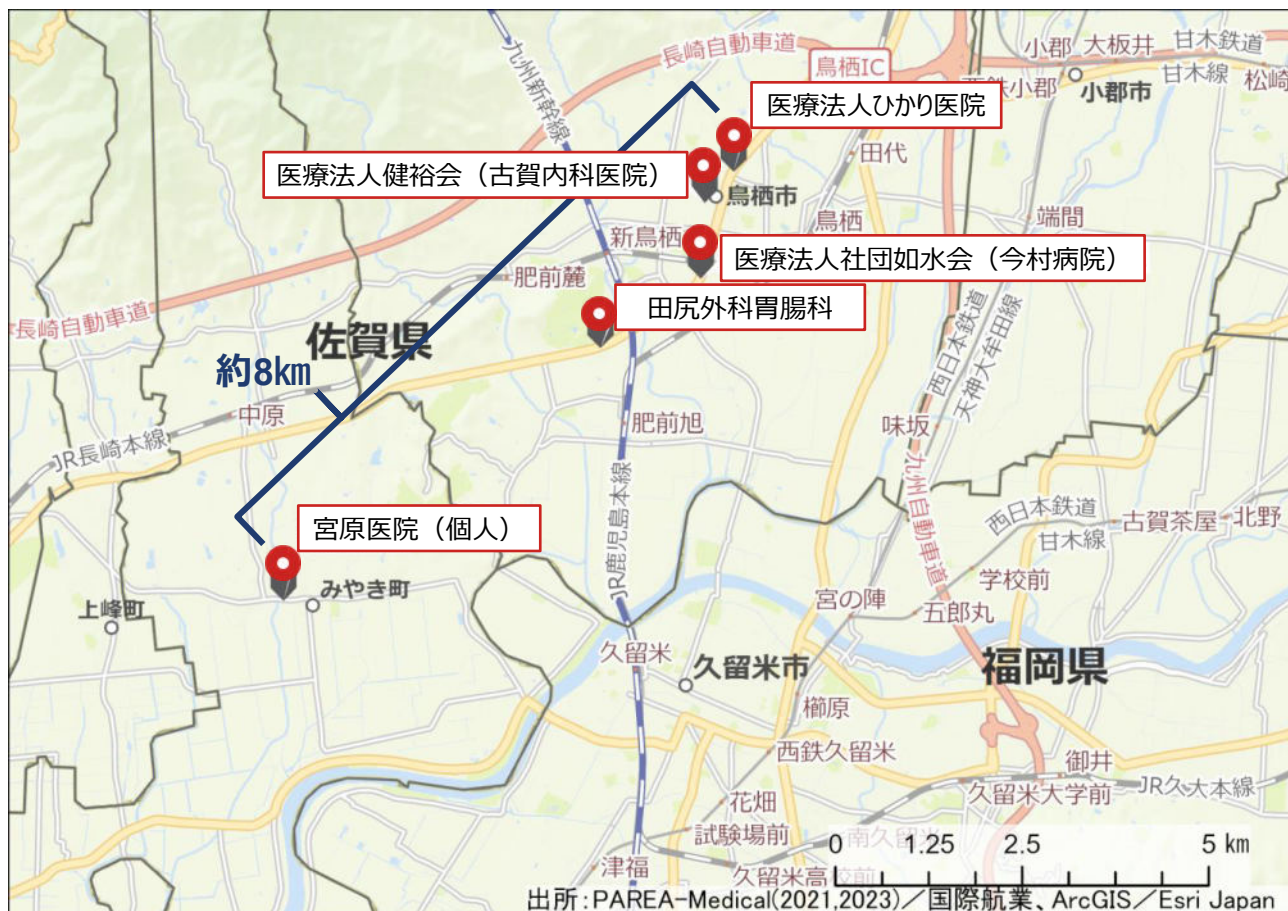 長崎自動車道
九州新幹線
鳥栖IC
小郡
大板井
甘木鉄道
甘木線
西鉄小郡
小郡市
松崎
医療法人ひかり医院
田代
医療法人健裕会（古賀内科医院）
鳥栖市
端間
新鳥栖
鳥栖
医療法人社団如水会（今村病院）
肥前麓
長崎自動車道
田尻外科胃腸科
西日本鉄道
天神大牟田線
佐賀県
約8㎞
中原
JR長崎本線
肥前旭
味坂
九州自動車道
西日本鉄道
甘木線
古賀茶屋
北野
宮原医院（個人）
JR鹿児島本線
学校前
みやき町
上峰町
宮の陣
五郎丸
久留米
久留米市
福岡県
櫛原
西鉄久留米
御井
久留米大学前
JR久大本線
花畑
試験場前
南久留米
津福
久留米高校前
0 1.25 2.5 5 km
出所：PAREA-Medical(2021,2023)／国際航業、ArcGIS／Esri Japan